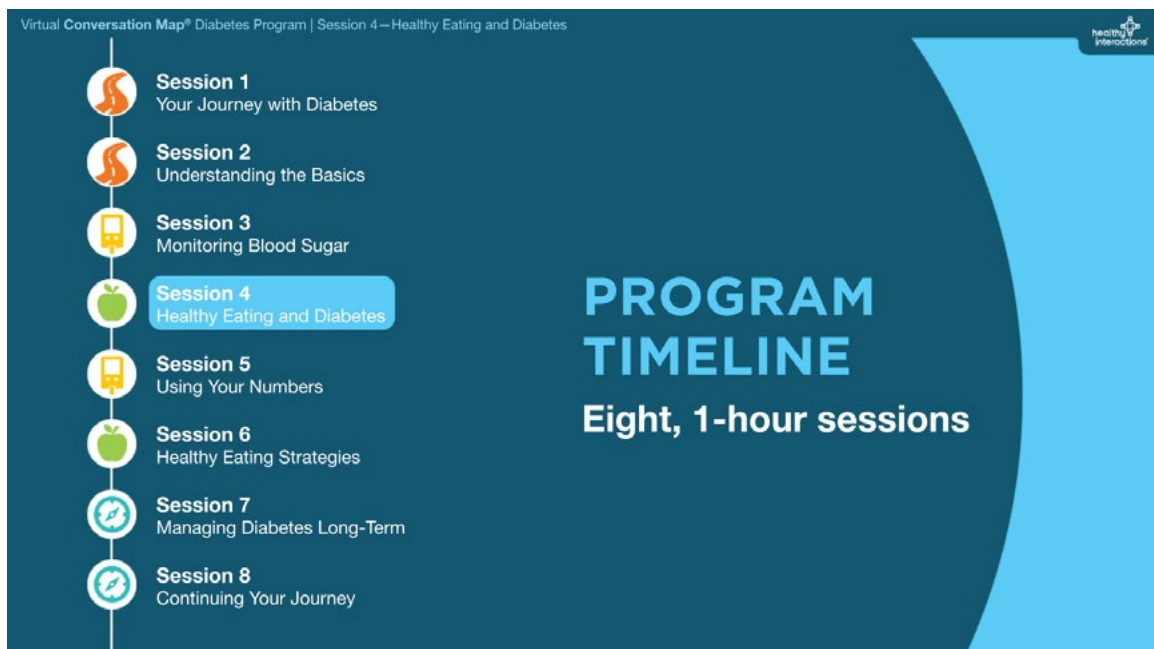 Virtual Conversation Map® Diabetes Program | Session 4—Healthy Eating and Diabetes
healthy
interactions
Session 1
Your Journey with Diabetes
Session 2
Understanding the Basics
Session 3
Monitoring Blood Sugar
Session 4
Healthy Eating and Diabetes
Session 5
Using Your Numbers
Session 6
Healthy Eating Strategies
Session 7
Managing Diabetes Long-Term
Session 8
Continuing Your Journey
PROGRAM
TIMELINE
Eight, 1-hour sessions